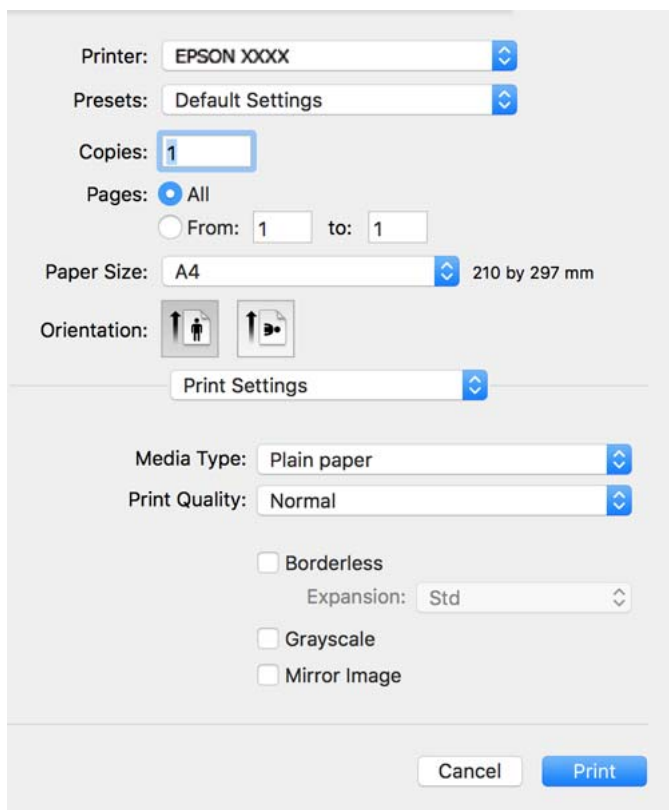 Printer: EPSON XXXX
Presets: Default Settings
Copies: 1
Pages: All
From: 1 to: 1
Paper Size: A4 210 by 297 mm
Orientation:
Print Settings
Media Type: Plain paper
Print Quality: Normal
Borderless
Expansion: Std
Grayscale
Mirror Image
Cancel Print